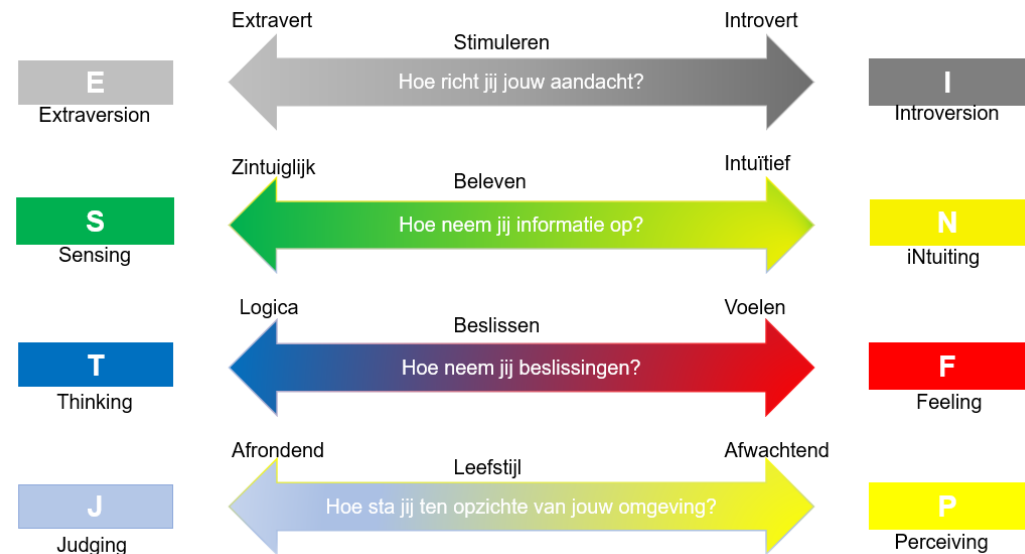 Extravert
Introvert
Stimuleren
E
Hoe richt jij jouw aandacht?
I
Extraversion
Introversion
Zintuiglijk
Intuïtief
Beleven
S
Hoe neem jij informatie op?
N
Sensing
iNtuiting
Logica
Voelen
Beslissen
T
Hoe neem jij beslissingen?
F
Thinking
Feeling
Afrondend
Afwachtend
Leefstijl
J
Hoe sta jij ten opzichte van jouw omgeving?
P
Judging
Perceiving